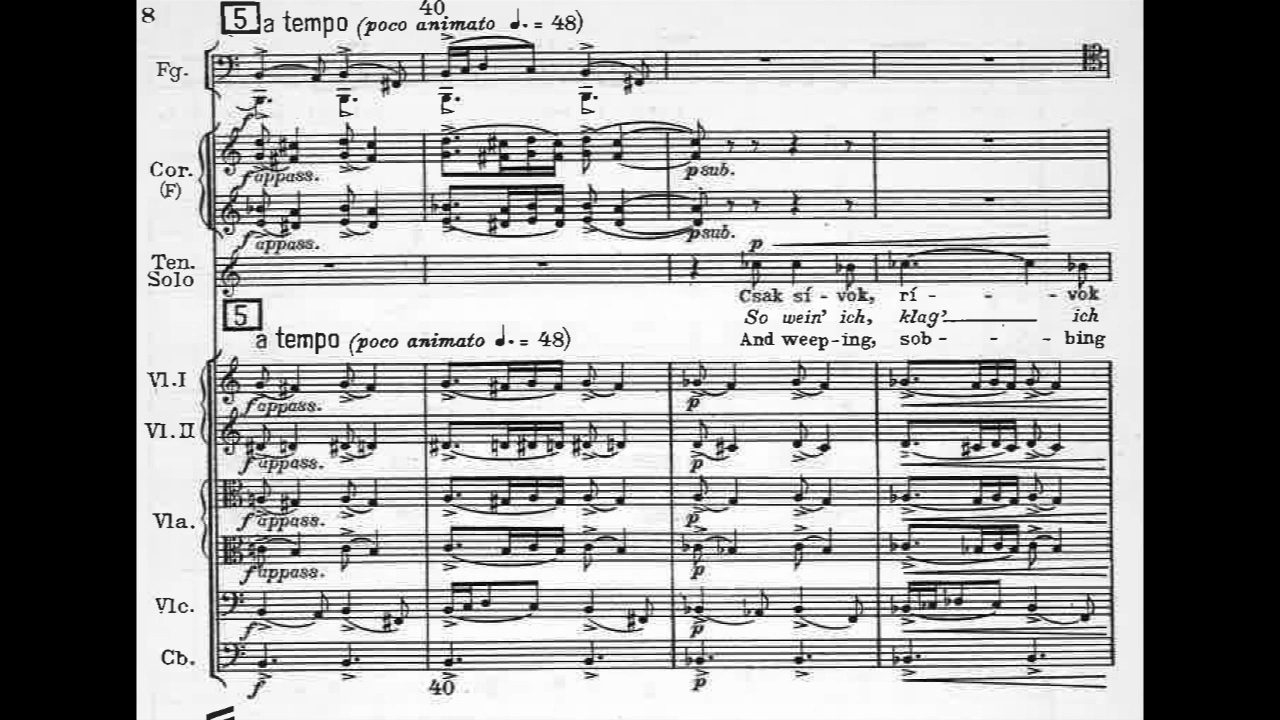 8
40
5 a tempo (poco animato ♩. = 48)
Fg.
f
Cor.
(F)
f appass.
p sub.
f appass.
p sub.
Ten.
Solo
p
Csak sí - vok, rí - - - vok
So wein' ich, klag' ich
And weep - ing, sob - - - bing
5
a tempo (poco animato ♩. = 48)
Vl. I
f appass.
p
Vl. II
f appass.
p
Vla.
f appass.
p
f appass.
p
Vlc.
f
p
Cb.
f
p
40